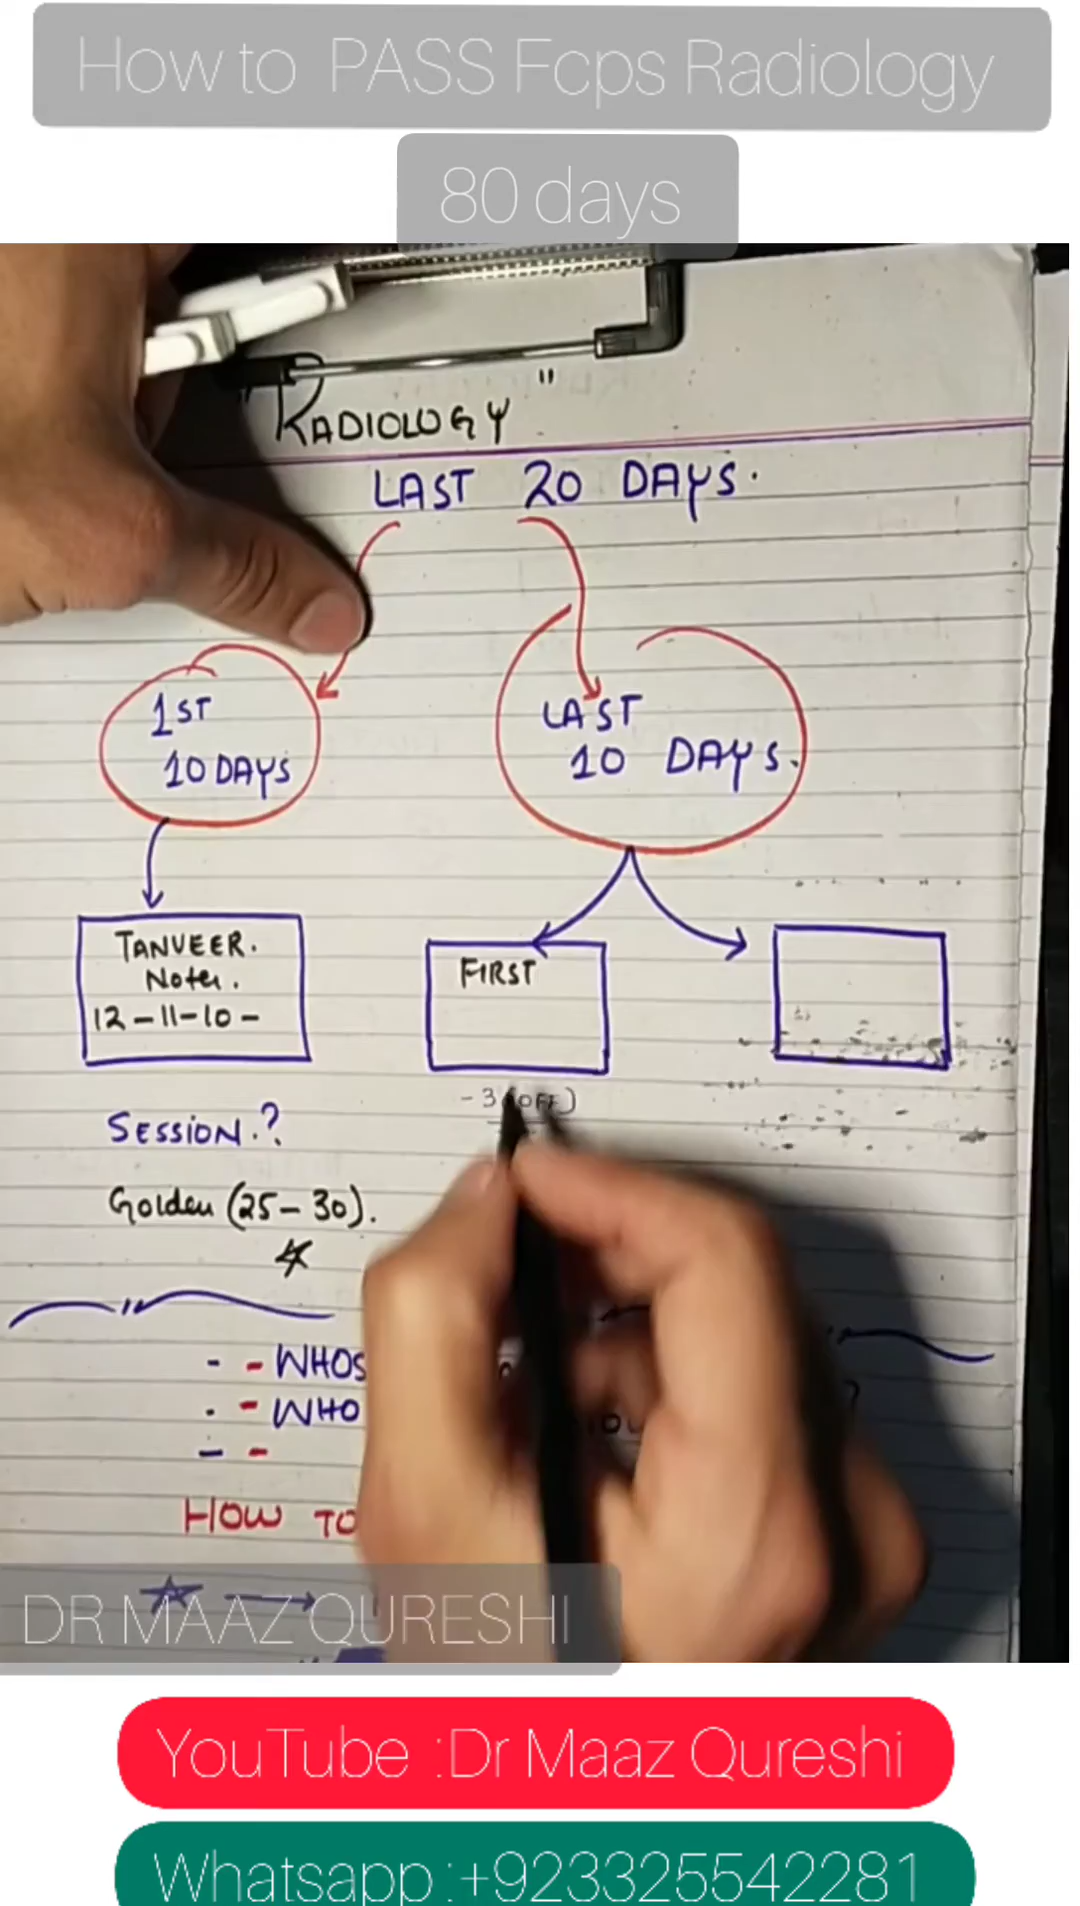 How to PASS Fcps Radiology
80 days
"RADIOLOGY"
LAST 20 DAYS.
1ST
10 DAYS
LAST
10 DAYS.
TANVEER.
Notes.
12-11-10-
FIRST
- 3 (OFF)
SESSION.?
Golden (25-30).
- - WHOS
- - WHO
- -
HOW TO
DR MAAZ QURESHI
YouTube :Dr Maaz Qureshi
Whatsapp :+923325542281